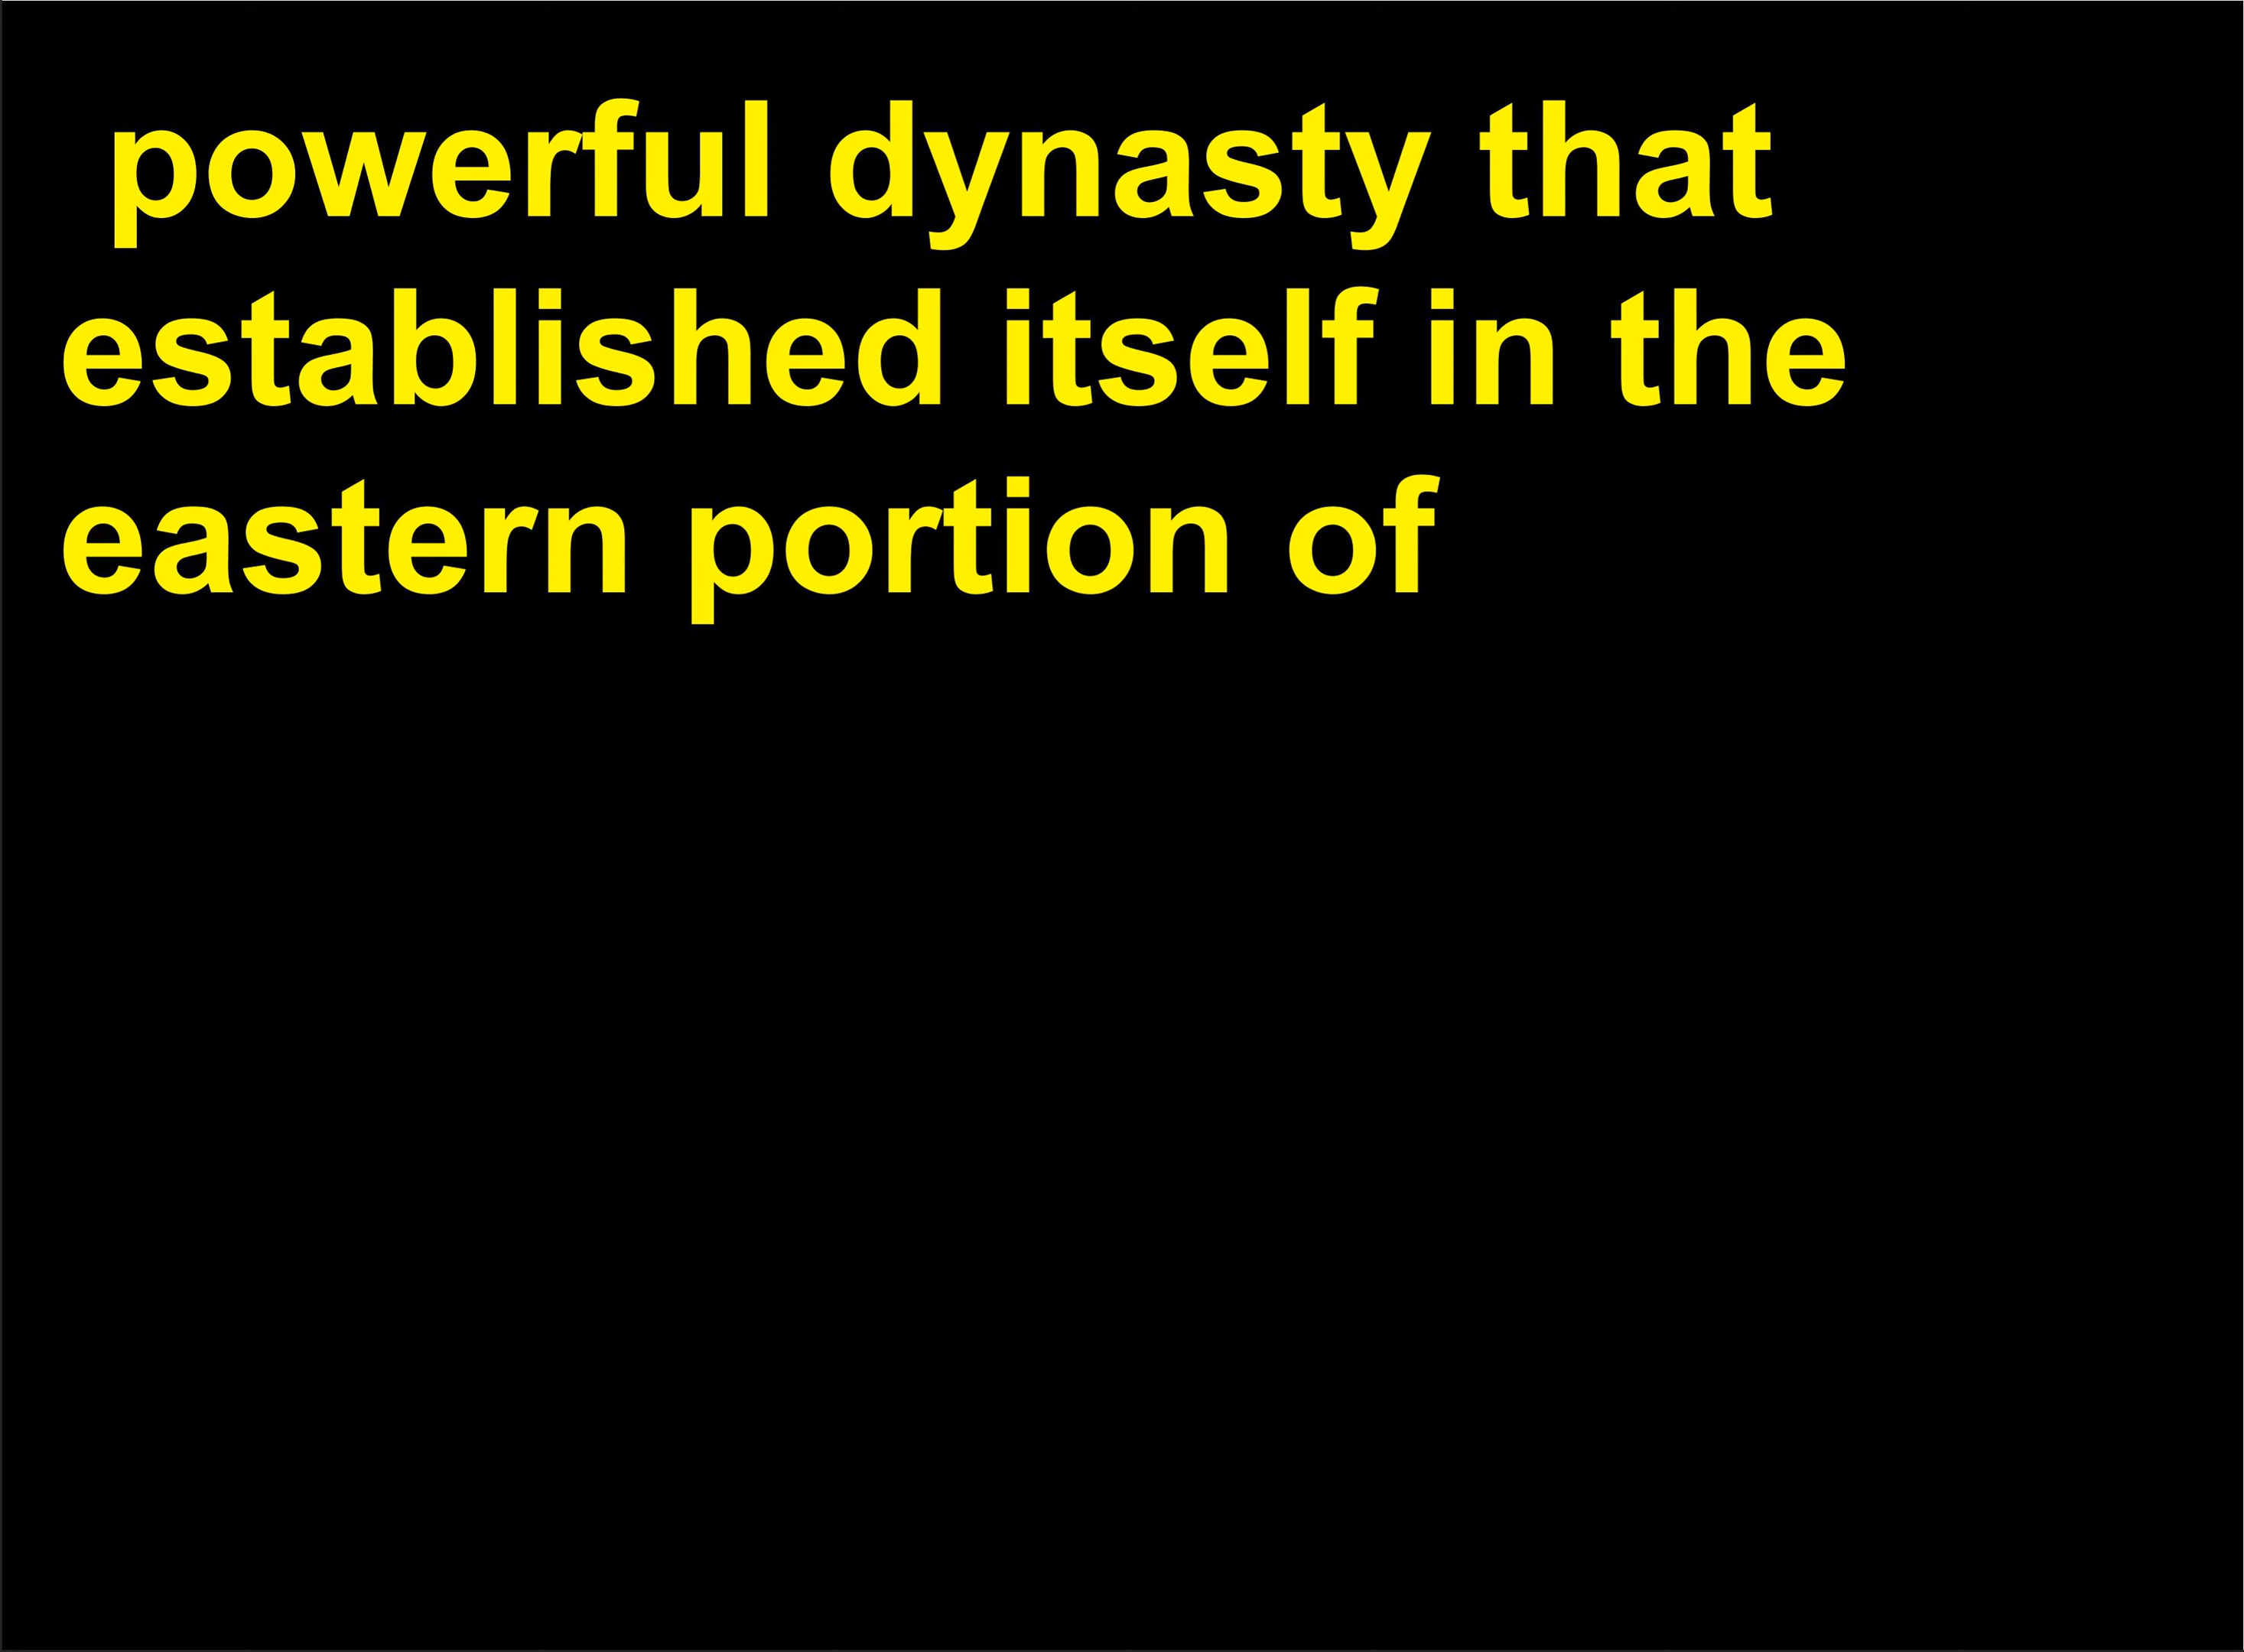 powerful dynasty that
established itself in the
eastern portion of